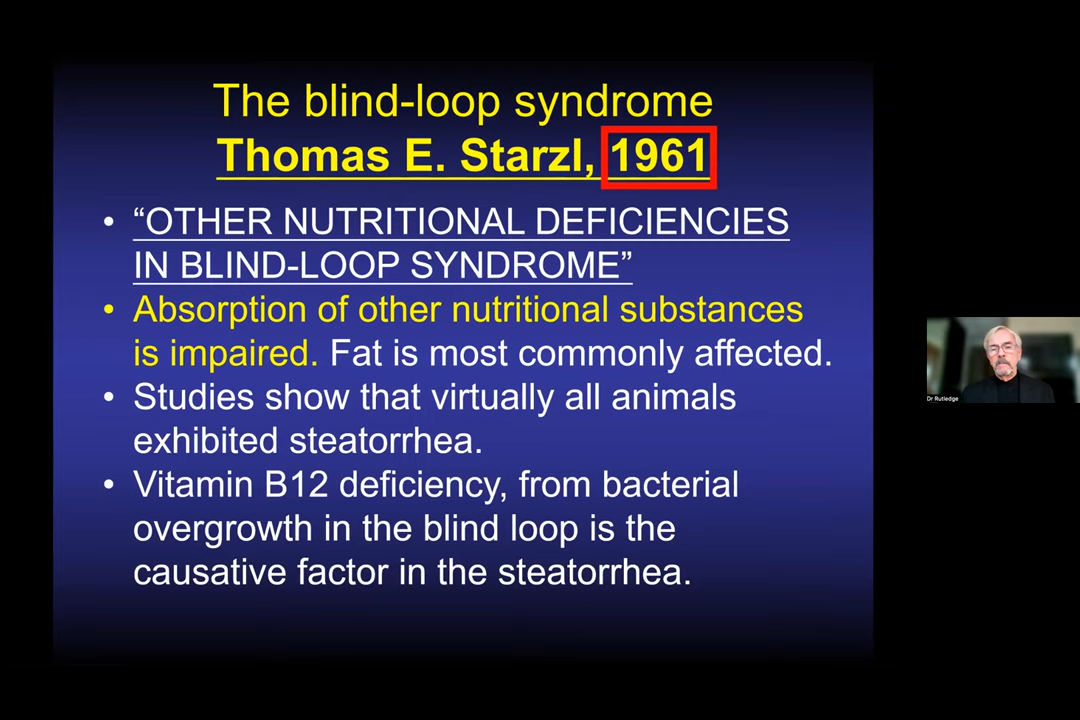 The blind-loop syndrome
Thomas E. Starzl, 1961
• “OTHER NUTRITIONAL DEFICIENCIES
IN BLIND-LOOP SYNDROME”
• Absorption of other nutritional substances
is impaired. Fat is most commonly affected.
• Studies show that virtually all animals
exhibited steatorrhea.
• Vitamin B12 deficiency, from bacterial
overgrowth in the blind loop is the
causative factor in the steatorrhea.
Dr Rutledge